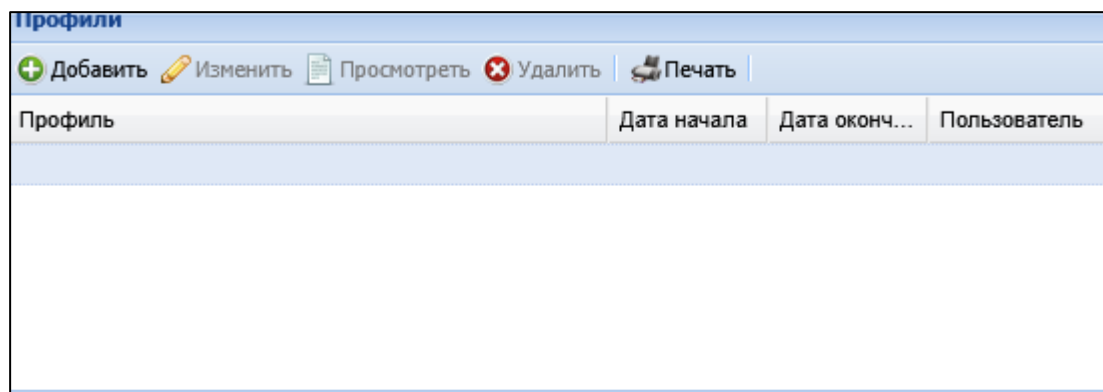 Профили
Добавить Изменить Просмотреть Удалить Печать
Профиль Дата начала Дата оконч... Пользователь